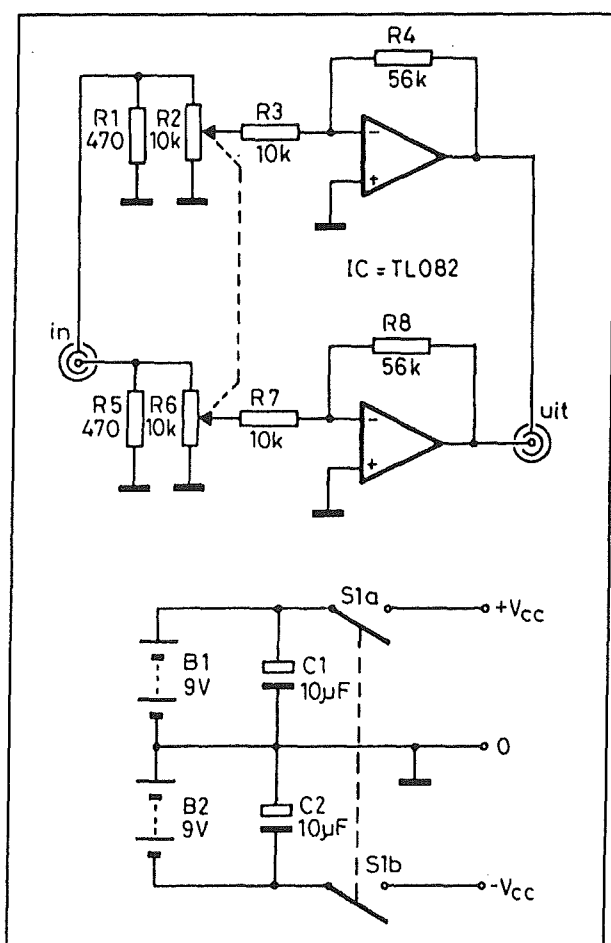 R4
56k
R1
470
R2
10k
R3
10k
-
+
IC = TL082
in
R8
56k
R5
470
R6
10k
R7
10k
-
+
uit
S1a
+Vcc
B1
9V
C1
10µF
0
B2
9V
C2
10µF
S1b
-Vcc